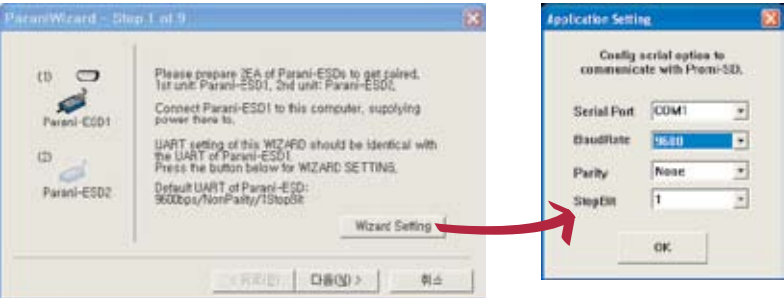 ParaniWizard - Step 1 of 9
(1)
Parani-ESD1
(2)
Parani-ESD2
Please prepare 2EA of Parani-ESDs to get paired.
1st unit: Parani-ESD1, 2nd unit: Parani-ESD2.
Connect Parani-ESD1 to this computer, supplying
power there to.
UART setting of this WIZARD should be identical with
the UART of Parani-ESD1.
Press the button below for WIZARD SETTING.
Default UART of Parani-ESD:
9600bps/NonParity/1StopBit
Wizard Setting
다음(N) >
취소
Application Setting
Config serial option to
communicate with Promi-SD.
Serial Port COM1
BaudRate 9600
Parity None
StopBit 1
OK